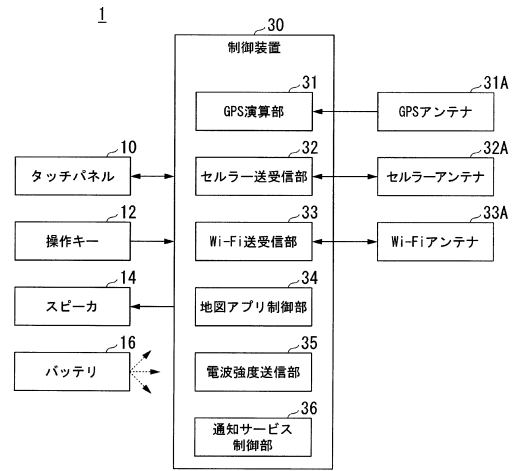 1
30
制御装置
31
GPS演算部
31A
GPSアンテナ
10
タッチパネル
32
セルラー送受信部
32A
セルラーアンテナ
12
操作キー
33
Wi-Fi送受信部
33A
Wi-Fiアンテナ
14
スピーカ
34
地図アプリ制御部
16
バッテリ
35
電波強度送信部
36
通知サービス
制御部